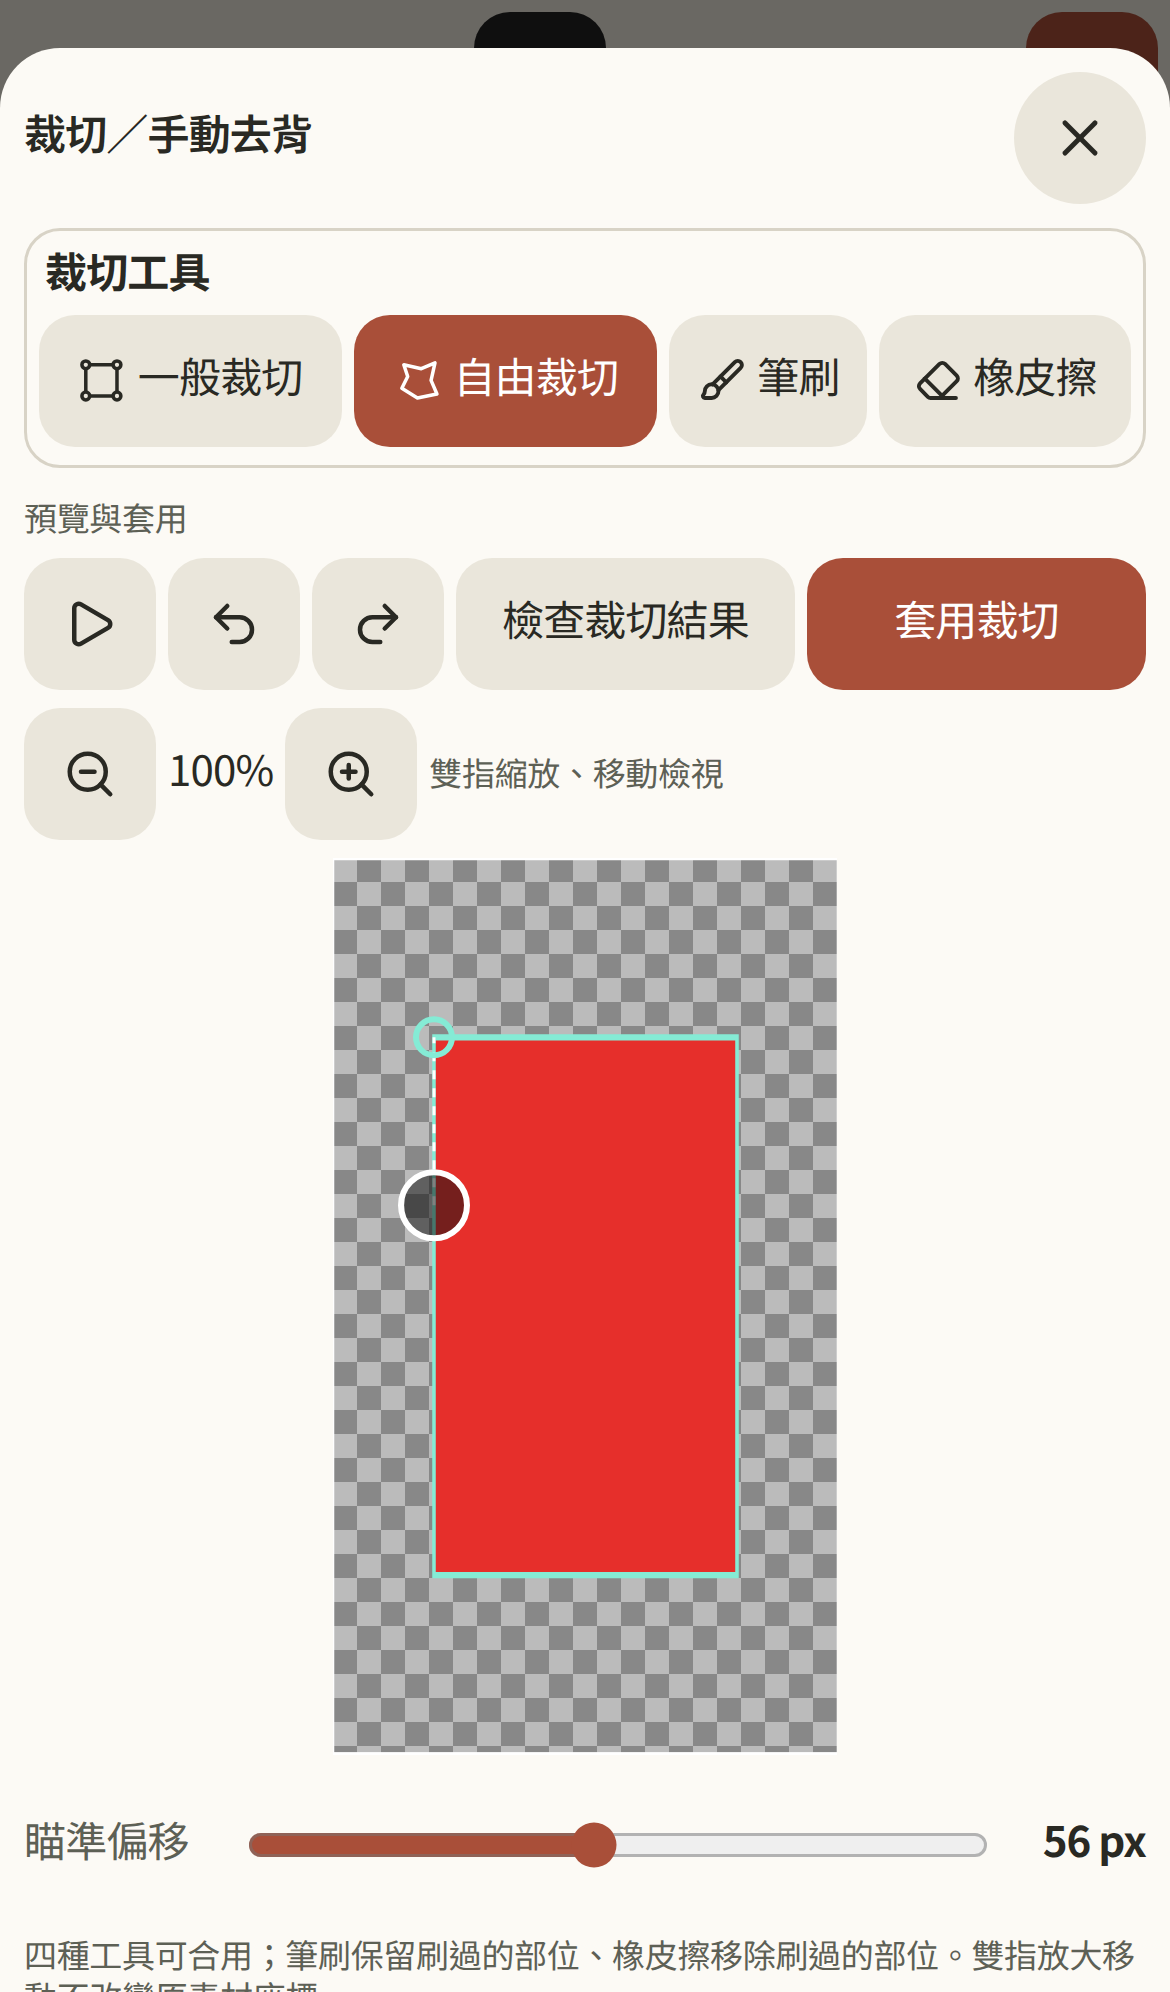 裁切／手動去背
裁切工具
一般裁切 自由裁切 筆刷 橡皮擦
預覽與套用
檢查裁切結果 套用裁切
100% 雙指縮放、移動檢視
瞄準偏移 56 px
四種工具可合用；筆刷保留刷過的部位、橡皮擦移除刷過的部位。雙指放大移